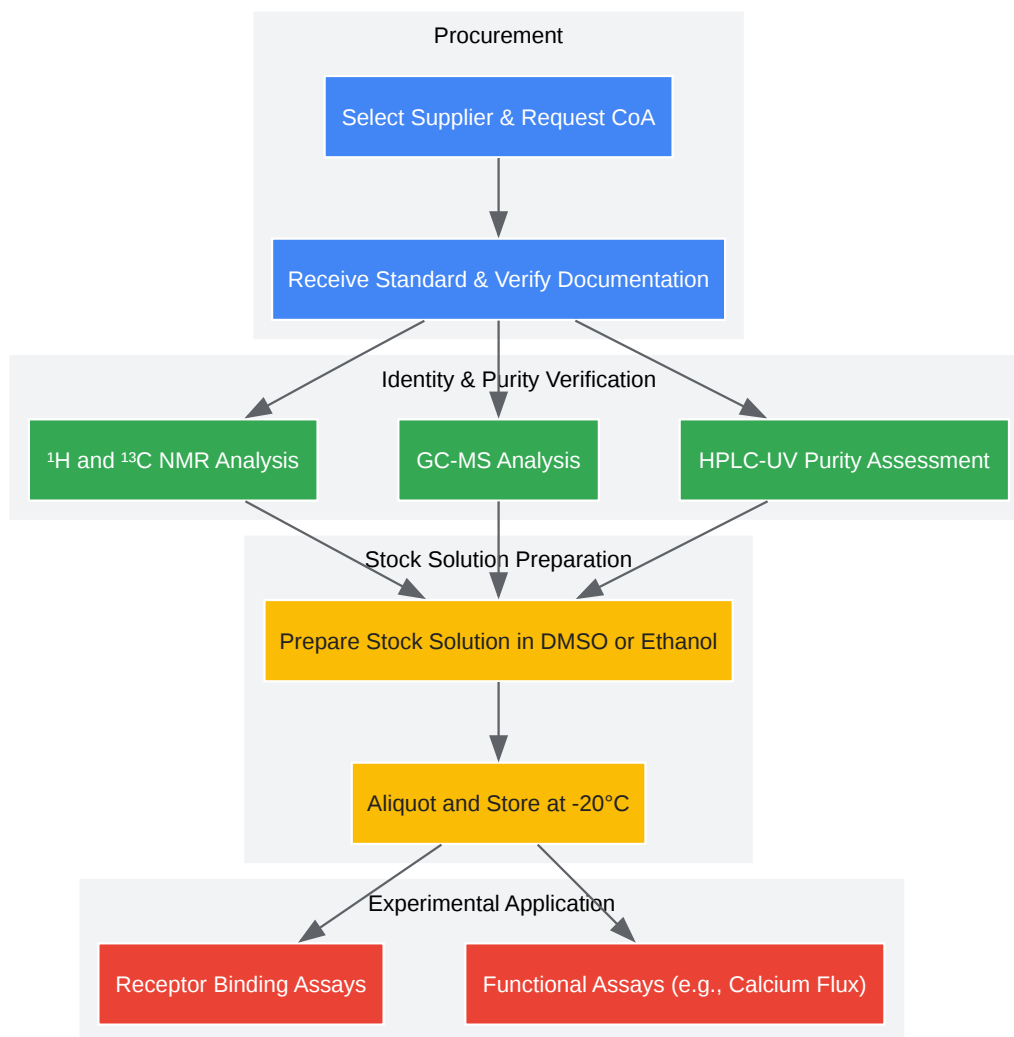 Procurement
Select Supplier & Request CoA
Receive Standard & Verify Documentation
Identity & Purity Verification
¹H and ¹³C NMR Analysis
GC-MS Analysis
HPLC-UV Purity Assessment
Stock Solution Preparation
Prepare Stock Solution in DMSO or Ethanol
Aliquot and Store at -20°C
Experimental Application
Receptor Binding Assays
Functional Assays (e.g., Calcium Flux)